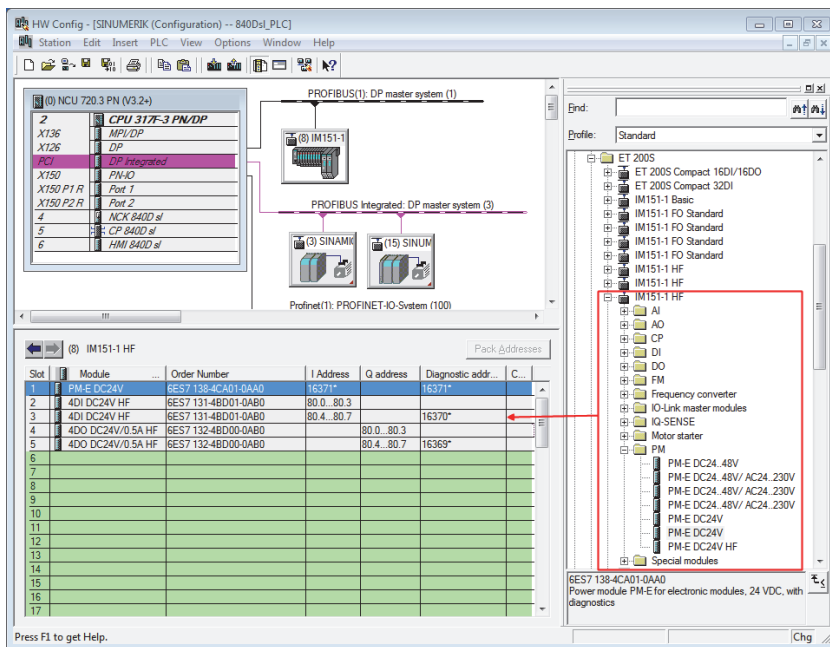 HW Config - [SINUMERIK (Configuration) -- 840Dsl_PLC]
Station Edit Insert PLC View Options Window Help
(0) NCU 720.3 PN (V3.2+)
2 CPU 317F-3 PN/DP
X136 MPI/DP
X126 DP
PCI DP Integrated
X150 PN-IO
X150 P1 R Port 1
X150 P2 R Port 2
4 NCK 840D sl
5 CP 840D sl
6 HMI 840D sl
PROFIBUS(1): DP master system (1)
(8) IM151-1
PROFIBUS Integrated: DP master system (3)
(3) SINAMI
(15) SINUM
Profinet(1): PROFINET-IO-System (100)
(8) IM151-1 HF
Pack Addresses
Slot Module ... Order Number I Address Q address Diagnostic addr... C...
1 PM-E DC24V 6ES7 138-4CA01-0AA0 16371* 16371*
2 4DI DC24V HF 6ES7 131-4BD01-0AB0 80.0...80.3
3 4DI DC24V HF 6ES7 131-4BD01-0AB0 80.4...80.7 16370*
4 4DO DC24V/0.5A HF 6ES7 132-4BD00-0AB0 80.0...80.3
5 4DO DC24V/0.5A HF 6ES7 132-4BD00-0AB0 80.4...80.7 16369*
6
7
8
9
10
11
12
13
14
15
16
17
Find:
Profile: Standard
ET 200S
ET 200S Compact 16DI/16DO
ET 200S Compact 32DI
IM151-1 Basic
IM151-1 FO Standard
IM151-1 FO Standard
IM151-1 FO Standard
IM151-1 FO Standard
IM151-1 HF
IM151-1 HF
IM151-1 HF
AI
AO
CP
DI
DO
FM
Frequency converter
IO-Link master modules
IQ-SENSE
Motor starter
PM
PM-E DC24..48V
PM-E DC24..48V/ AC24..230V
PM-E DC24..48V/ AC24..230V
PM-E DC24..48V/ AC24..230V
PM-E DC24V
PM-E DC24V
PM-E DC24V HF
Special modules
6ES7 138-4CA01-0AA0
Power module PM-E for electronic modules, 24 VDC, with
diagnostics
Press F1 to get Help.
Chg